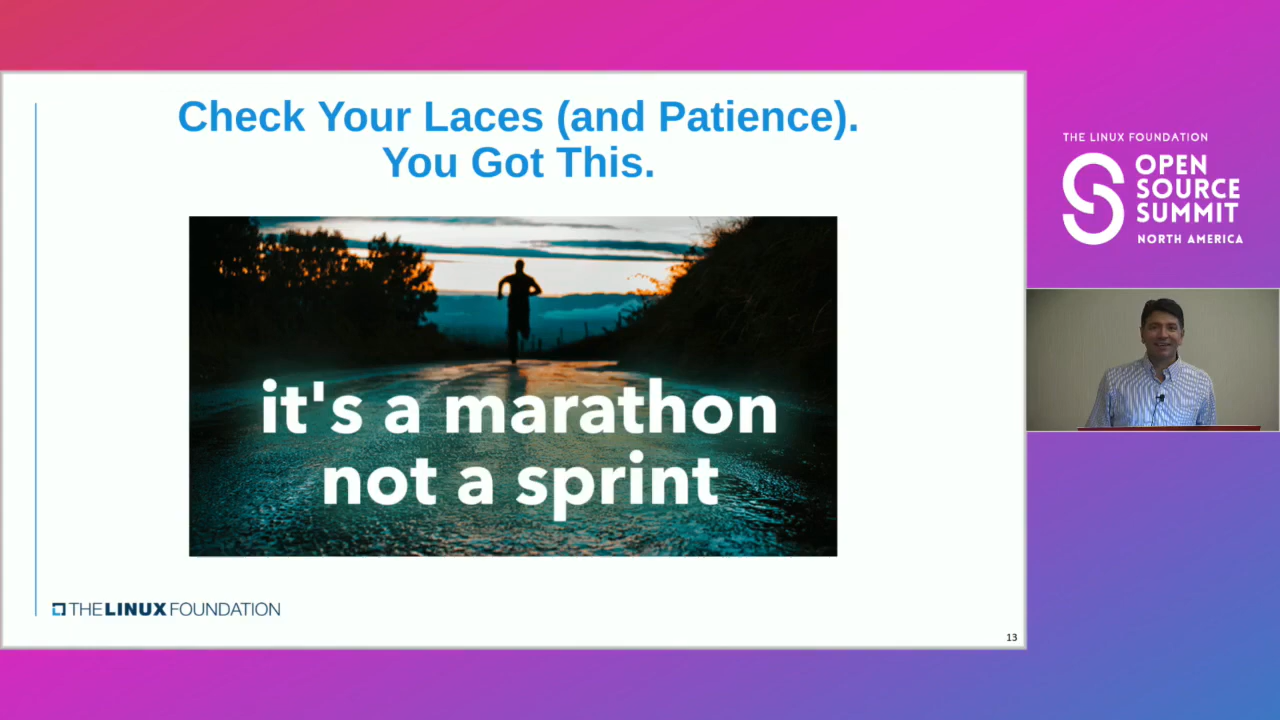 Check Your Laces (and Patience).
You Got This.
it's a marathon
not a sprint
THE LINUX FOUNDATION
13
THE LINUX FOUNDATION
OPEN
SOURCE
SUMMIT
NORTH AMERICA